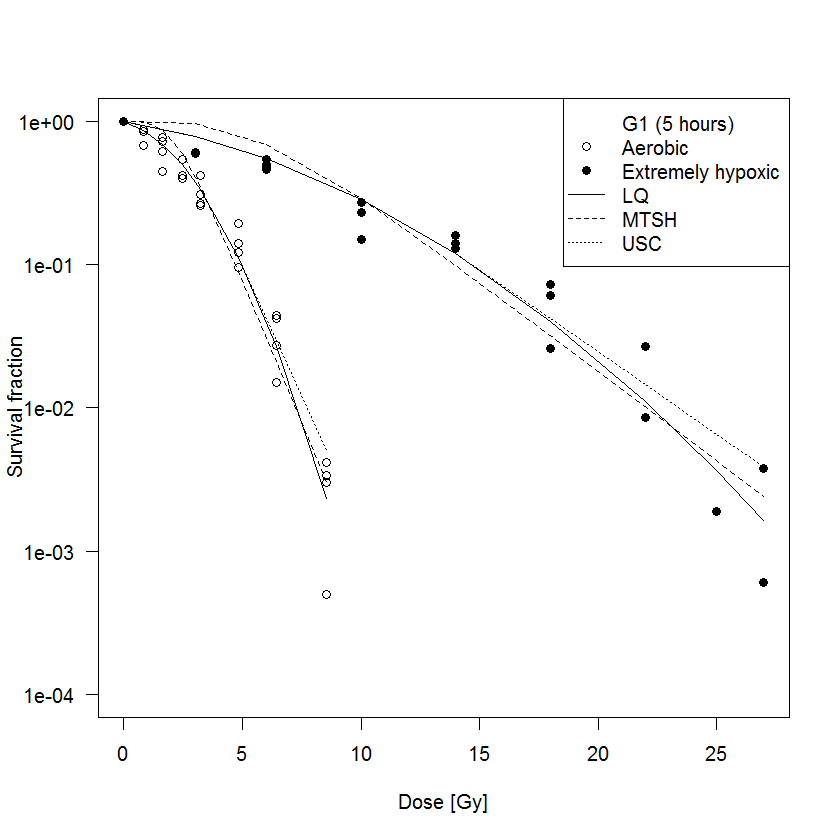 G1 (5 hours)
Aerobic
Extremely hypoxic
LQ
MTSH
USC
1e+00
1e-01
1e-02
1e-03
1e-04
Survival fraction
0 5 10 15 20 25
Dose [Gy]